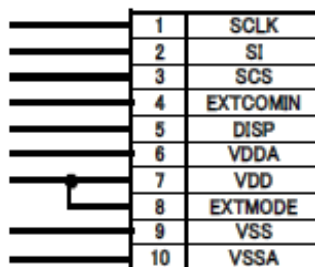 1 SCLK
2 SI
3 SCS
4 EXTCOMIN
5 DISP
6 VDDA
7 VDD
8 EXTMODE
9 VSS
10 VSSA